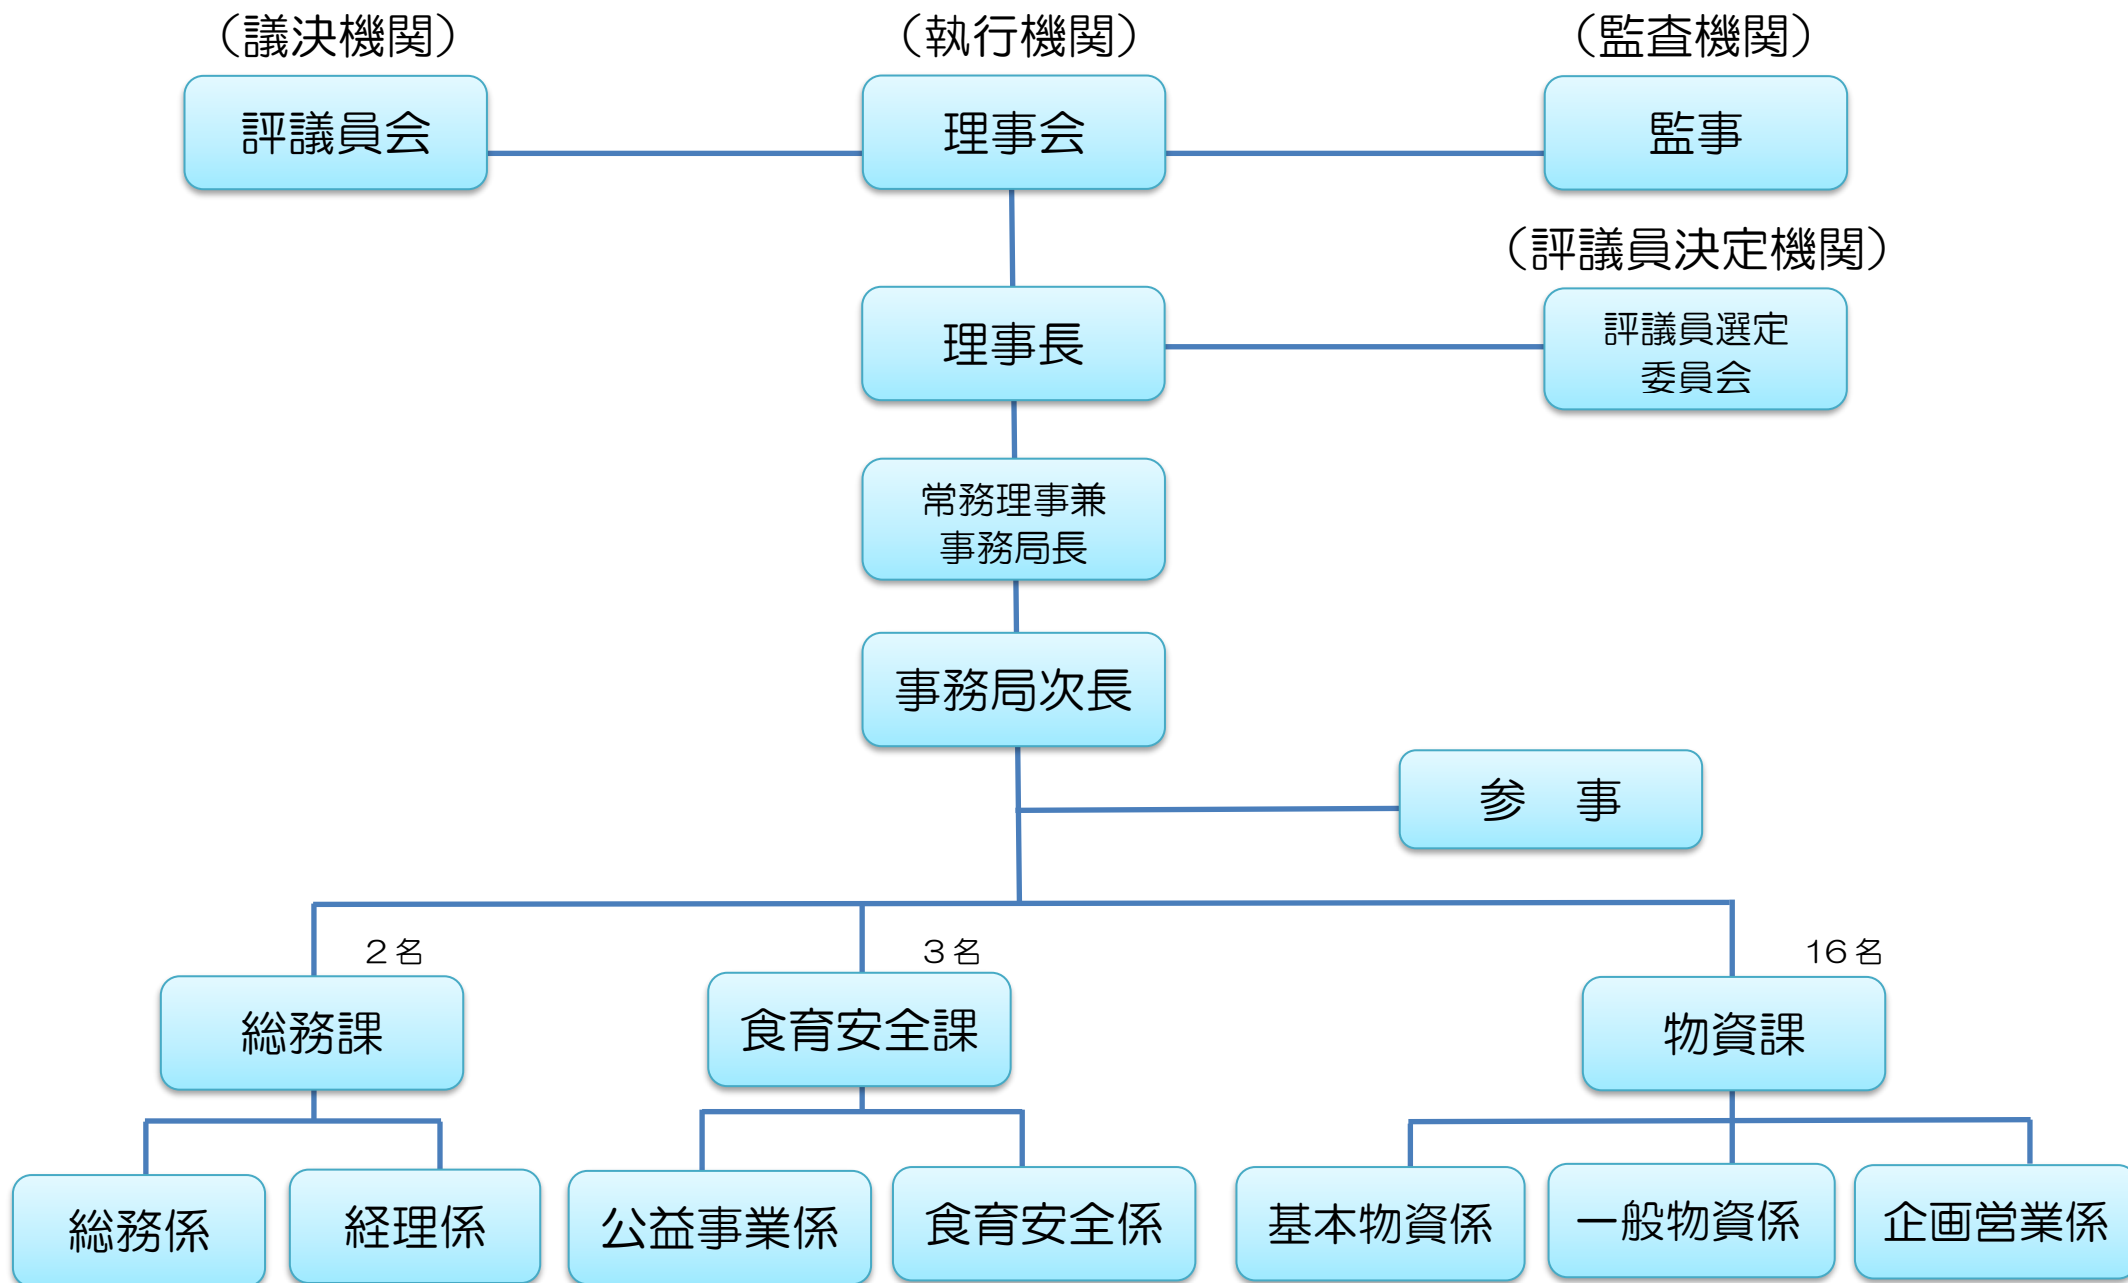 （議決機関）
（執行機関）
（監査機関）
評議員会
理事会
監事
（評議員決定機関）
理事長
評議員選定
委員会
常務理事兼
事務局長
事務局次長
参　事
２名
３名
16名
総務課
食育安全課
物資課
総務係
経理係
公益事業係
食育安全係
基本物資係
一般物資係
企画営業係